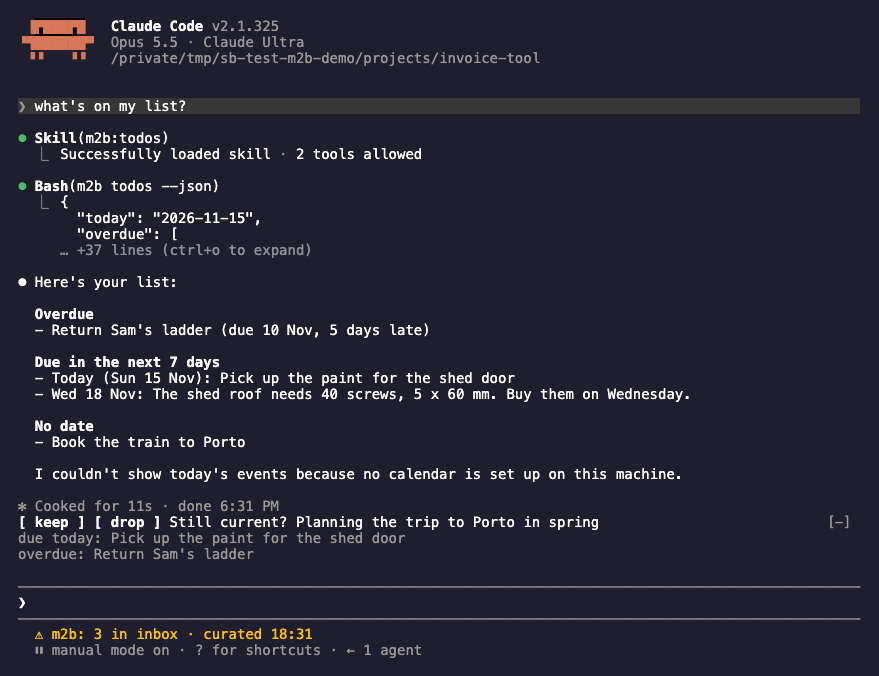 Claude Code v2.1.325
Opus 5.5 · Claude Ultra
/private/tmp/sb-test-m2b-demo/projects/invoice-tool
❯ what's on my list?
● Skill(m2b:todos)
⎿ Successfully loaded skill · 2 tools allowed
● Bash(m2b todos --json)
⎿ {
"today": "2026-11-15",
"overdue": [
… +37 lines (ctrl+o to expand)
● Here's your list:
Overdue
- Return Sam's ladder (due 10 Nov, 5 days late)
Due in the next 7 days
- Today (Sun 15 Nov): Pick up the paint for the shed door
- Wed 18 Nov: The shed roof needs 40 screws, 5 x 60 mm. Buy them on Wednesday.
No date
- Book the train to Porto
I couldn't show today's events because no calendar is set up on this machine.
✻ Cooked for 11s · done 6:31 PM
[ keep ] [ drop ] Still current? Planning the trip to Porto in spring [-]
due today: Pick up the paint for the shed door
overdue: Return Sam's ladder
❯
⚠ m2b: 3 in inbox · curated 18:31
⏸ manual mode on · ? for shortcuts · ← 1 agent